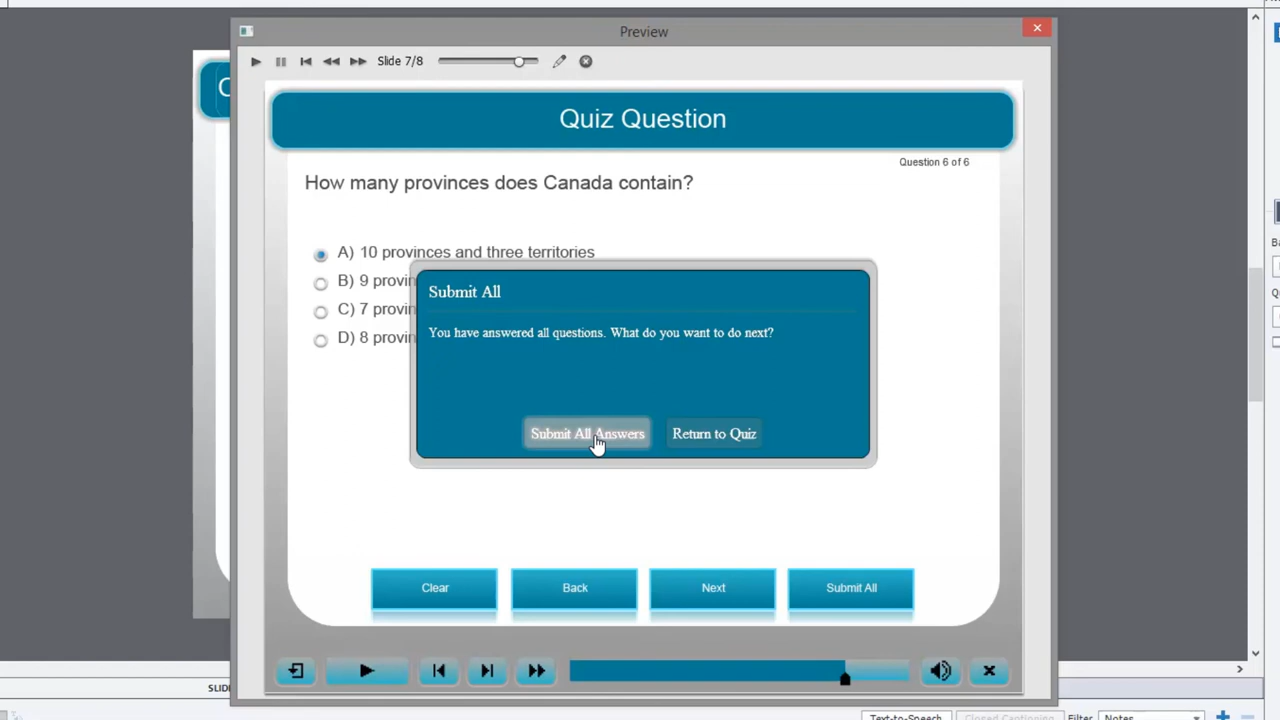 Preview
Slide 7/8
Quiz Question
Question 6 of 6
How many provinces does Canada contain?
A) 10 provinces and three territories
B) 9 provin
C) 7 provin
D) 8 provin
Submit All
You have answered all questions. What do you want to do next?
Submit All Answers
Return to Quiz
Clear
Back
Next
Submit All
SLID
Text-to-Speech
Closed Captioning
Filter
Notes